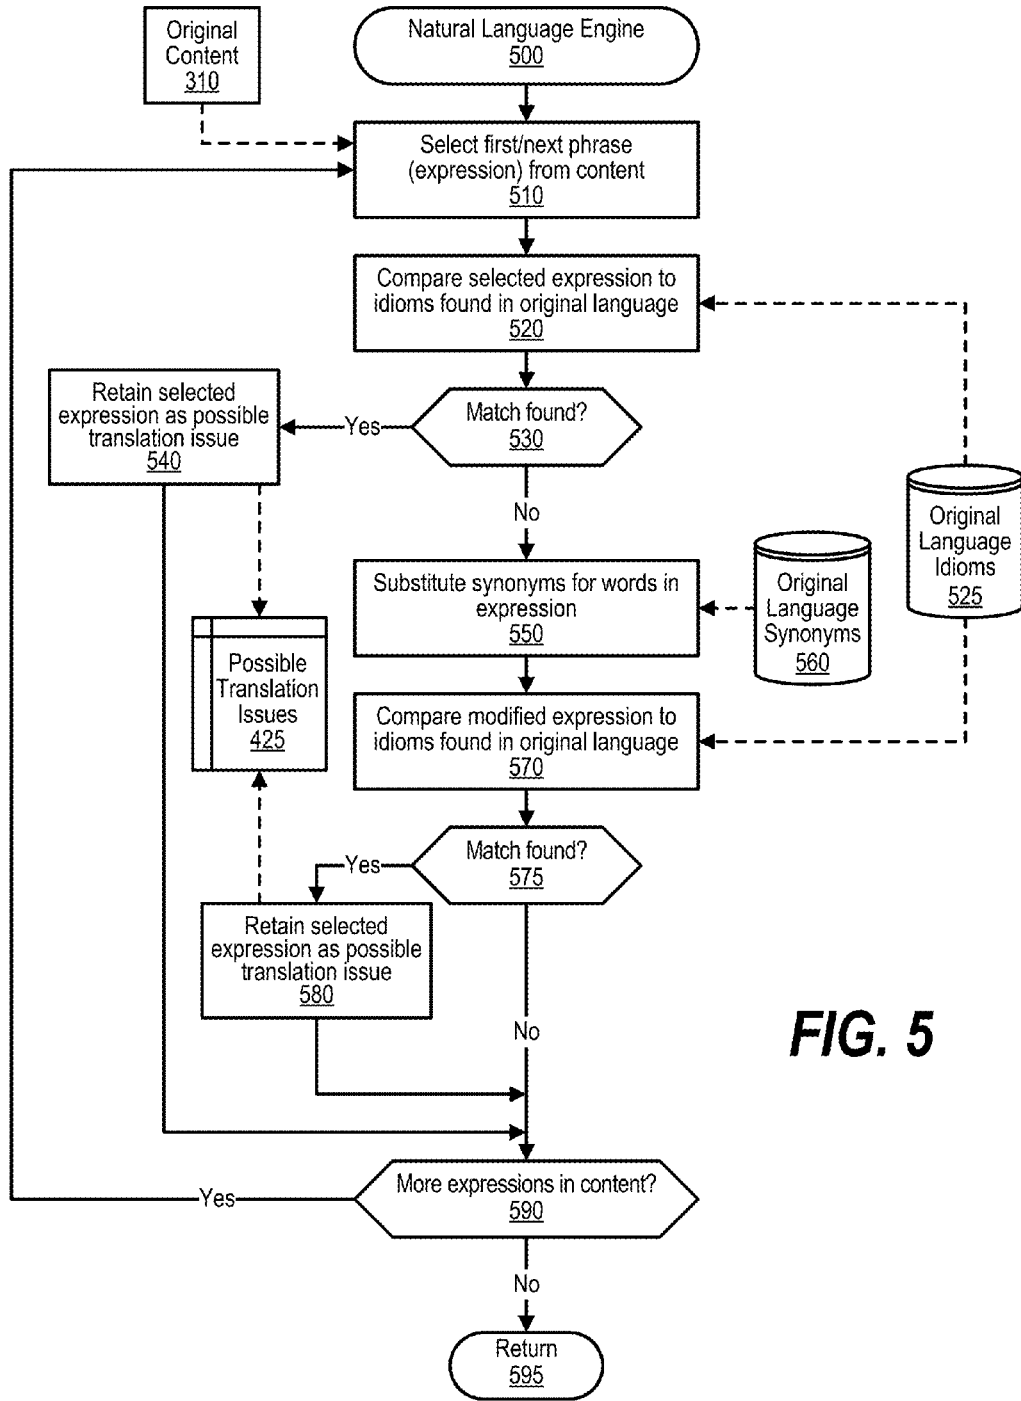 Original
Content
310
Natural Language Engine
500
Select first/next phrase
(expression) from content
510
Compare selected expression to
idioms found in original language
520
Retain selected
expression as possible
translation issue
540
Yes
Match found?
530
No
Original
Language
Idioms
525
Substitute synonyms for words in
expression
550
Original
Language
Synonyms
560
Possible
Translation
Issues
425
Compare modified expression to
idioms found in original language
570
Yes
Match found?
575
Retain selected
expression as possible
translation issue
580
No
FIG. 5
Yes
More expressions in content?
590
No
Return
595